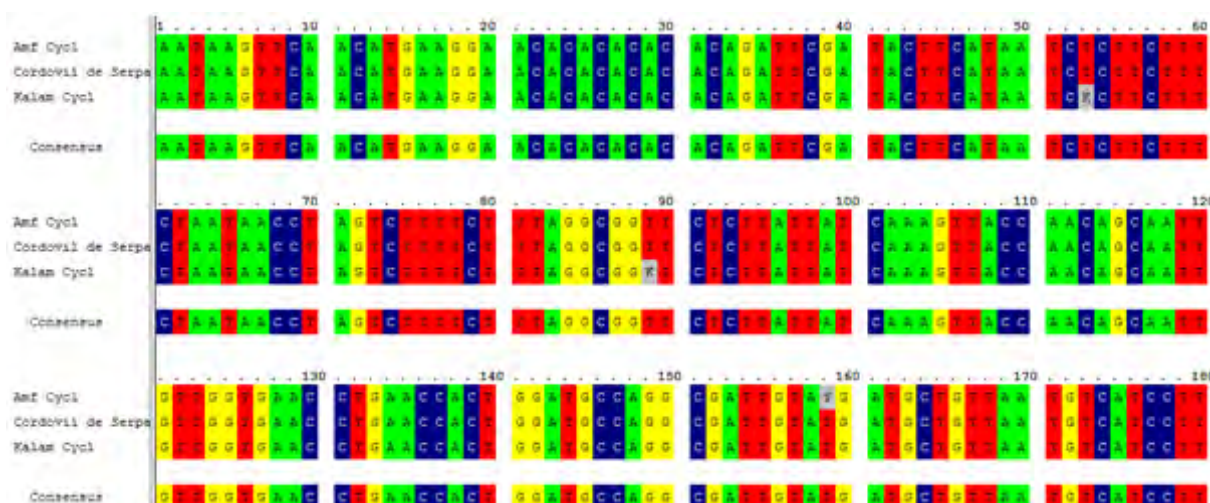 1 10 20 30 40 50 60
Amf Cycl AATAAGTTCA ACATGAAGGA ACACACACAC ACAGATTCGA TACTTCATAA TCTCTTCTTT
Cordovil de Serpa AATAAGTTCA ACATGAAGGA ACACACACAC ACAGATTCGA TACTTCATAA TCTCTTCTTT
Kalam Cycl AATAAGTTCA ACATGAAGGA ACACACACAC ACAGATTCGA TACTTCATAA TCKCTTCTTT
Consensus AATAAGTTCA ACATGAAGGA ACACACACAC ACAGATTCGA TACTTCATAA TCTCTTCTTT
70 80 90 100 110 120
Amf Cycl CTAATAACCT AGTCTTTTCT TTAGGCGGTT CTCTTATTAT CAAAGTTACC AACAGCAATT
Cordovil de Serpa CTAATAACCT AGTCTTTTCT TTAGGCGGTT CTCTTATTAT CAAAGTTACC AACAGCAATT
Kalam Cycl CTAATAACCT AGTCTTTTCT TTAGGCGGKT CTCTTATTAT CAAAGTTACC AACAGCAATT
Consensus CTAATAACCT AGTCTTTTCT TTAGGCGGTT CTCTTATTAT CAAAGTTACC AACAGCAATT
130 140 150 160 170 180
Amf Cycl GTTGGTGAAC CTGAACCACT GGATGCCAGG CGATTGTAYG ATGCTGTTAA TGTCATCCTT
Cordovil de Serpa GTTGGTGAAC CTGAACCACT GGATGCCAGG CGATTGTATG ATGCTGTTAA TGTCATCCTT
Kalam Cycl GTTGGTGAAC CTGAACCACT GGATGCCAGG CGATTGTATG ATGCTGTTAA TGTCATCCTT
Consensus GTTGGTGAAC CTGAACCACT GGATGCCAGG CGATTGTATG ATGCTGTTAA TGTCATCCTT